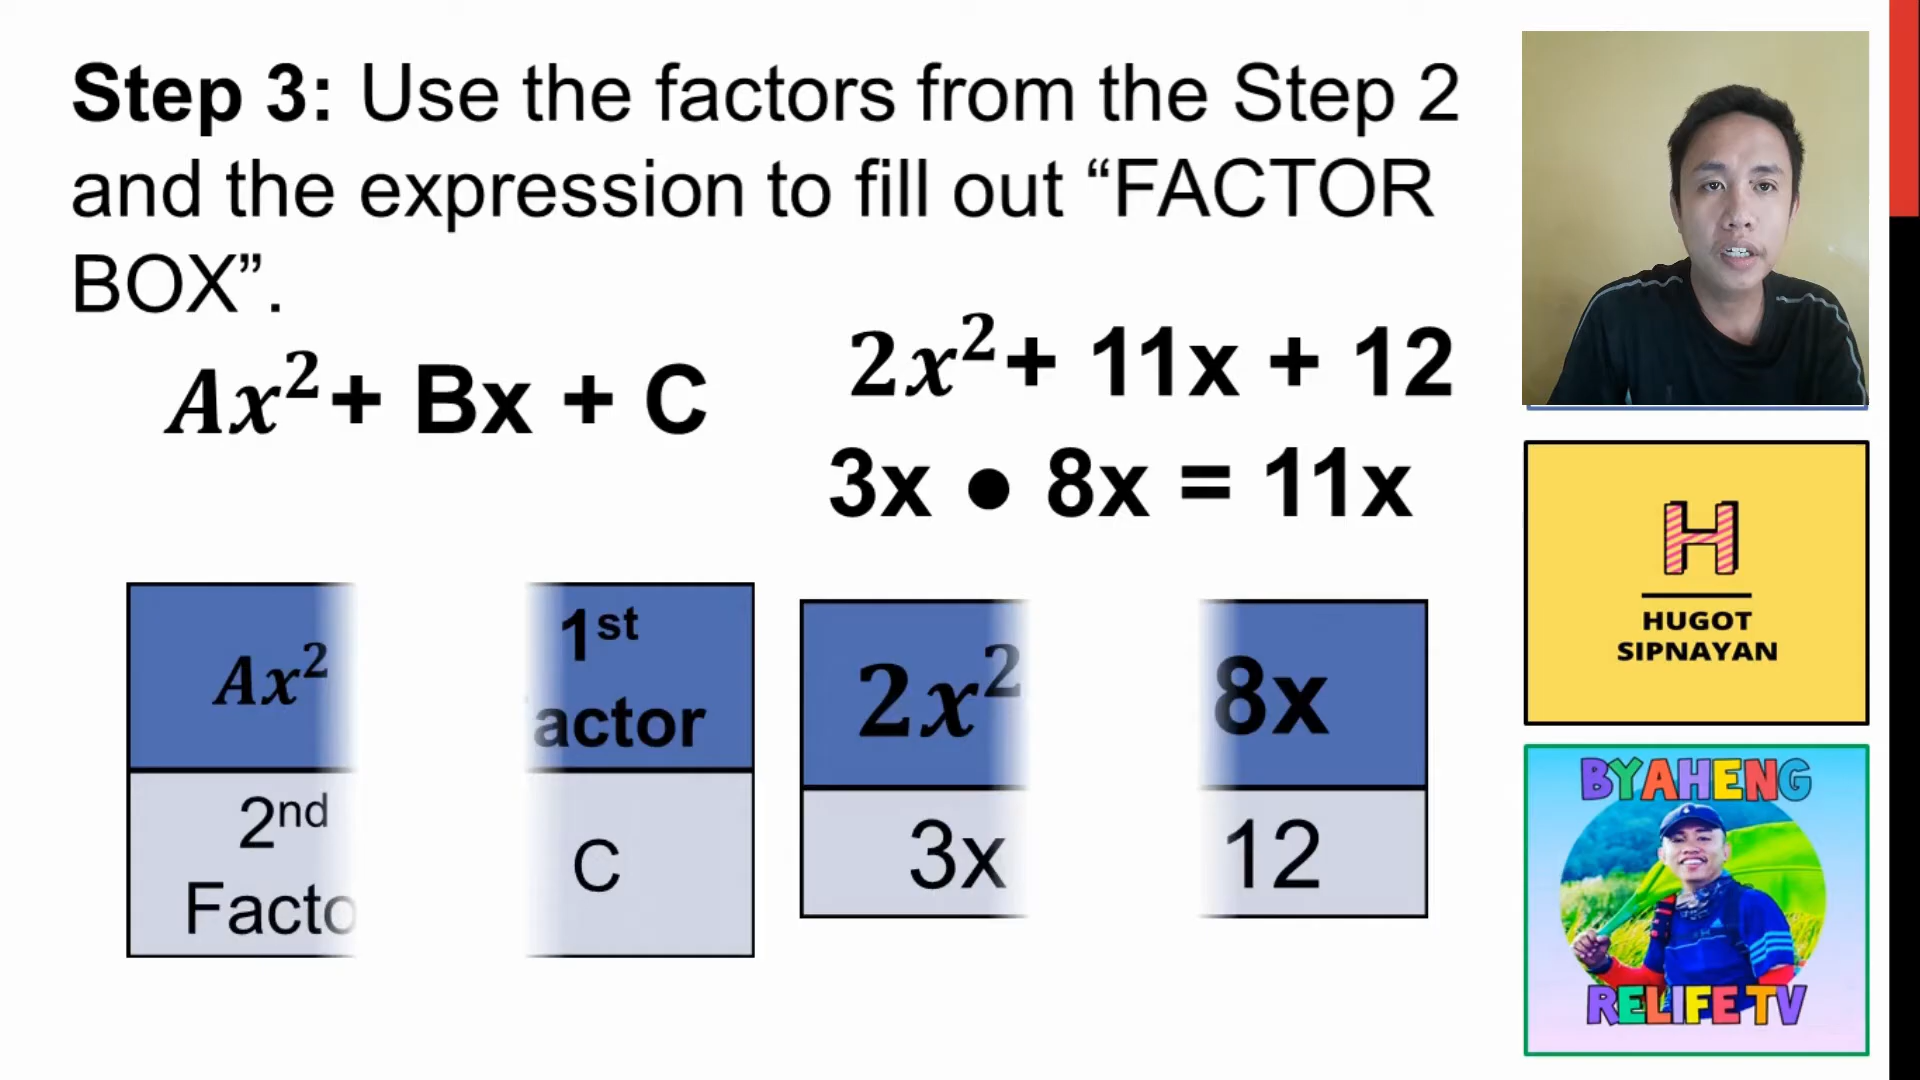 Step 3: Use the factors from the Step 2
and the expression to fill out “FACTOR
BOX”.
Ax²+ Bx + C
2x²+ 11x + 12
3x • 8x = 11x
Ax²
1st
actor
2nd
Facto
C
2x²
8x
3x
12
H
HUGOT
SIPNAYAN
BYAHENG
RELIFE TV